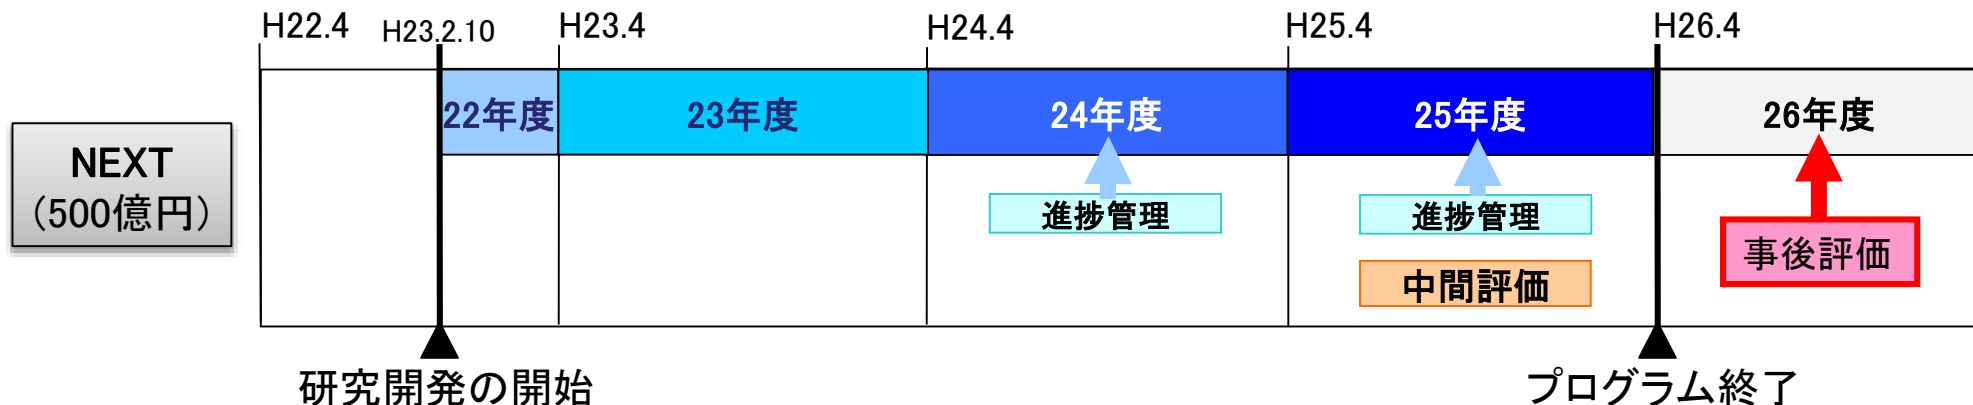 H22.4
H23.2.10
H23.4
H24.4
H25.4
H26.4
NEXT
(500億円)
22年度
23年度
24年度
25年度
26年度
進捗管理
進捗管理
中間評価
事後評価
研究開発の開始
プログラム終了